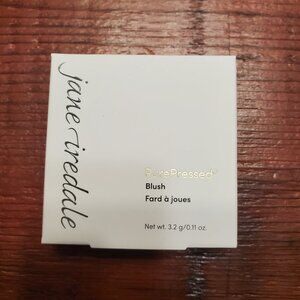 jane iredale
PurePressed®
Blush
Fard à joues
Net wt. 3.2 g/0.11 oz.